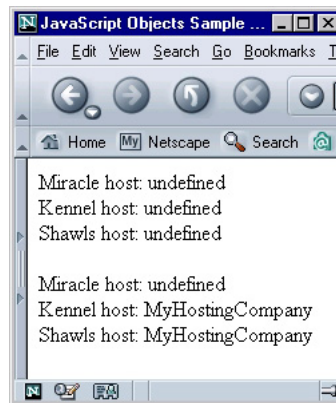 JavaScript Objects Sample ...
File Edit View Search Go Bookmarks T
Home My Netscape Search
Miracle host: undefined
Kennel host: undefined
Shawls host: undefined
Miracle host: undefined
Kennel host: MyHostingCompany
Shawls host: MyHostingCompany